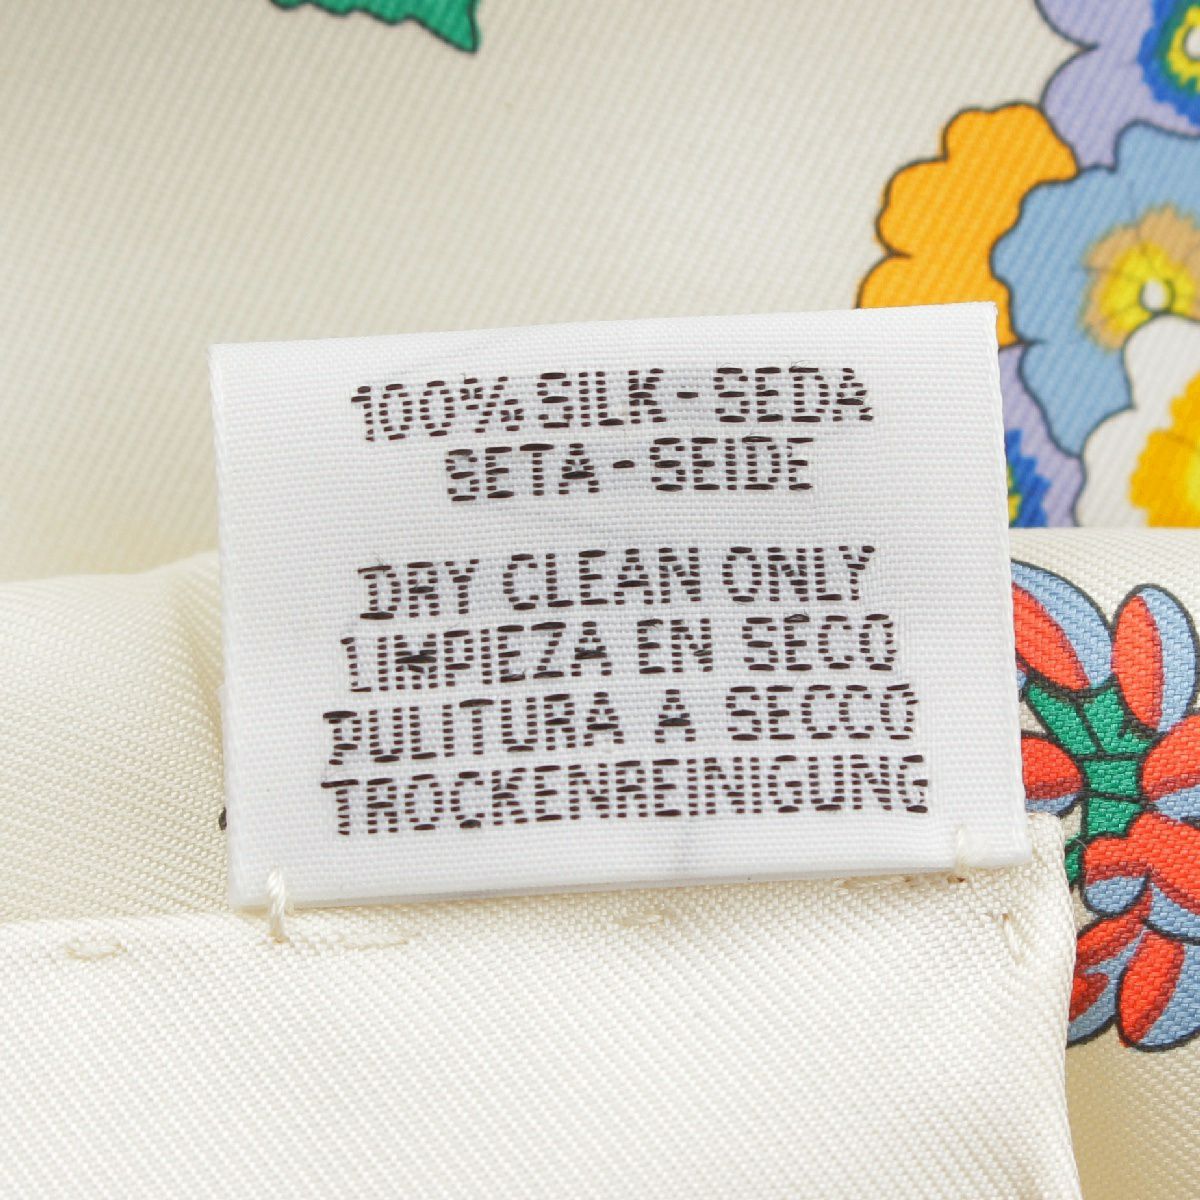 100% SILK - SEDA
SETA - SEIDE
DRY CLEAN ONLY
LIMPIEZA EN SECO
PULITURA A SECCO
TROCKENREINIGUNG